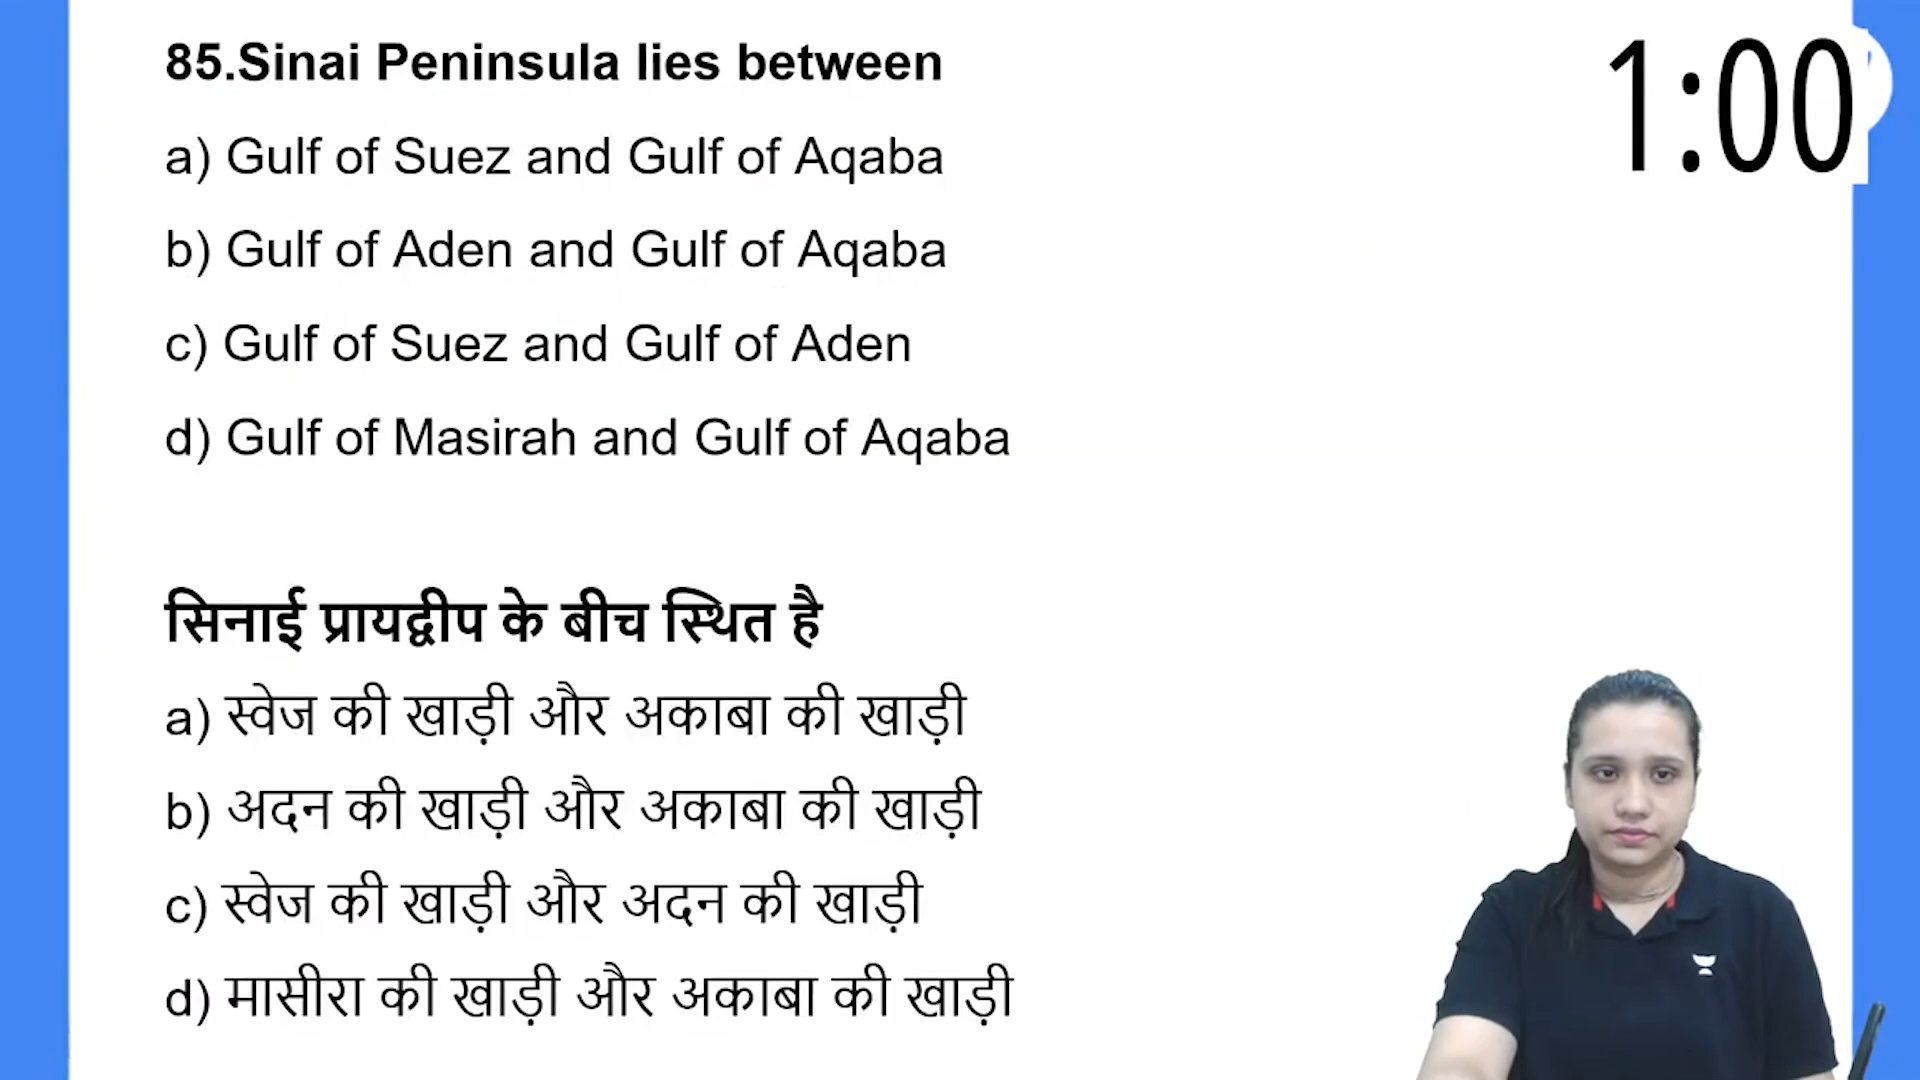 85.Sinai Peninsula lies between
1:00
a) Gulf of Suez and Gulf of Aqaba
b) Gulf of Aden and Gulf of Aqaba
c) Gulf of Suez and Gulf of Aden
d) Gulf of Masirah and Gulf of Aqaba
सिनाई प्रायद्वीप के बीच स्थित है
a) स्वेज की खाड़ी और अकाबा की खाड़ी
b) अदन की खाड़ी और अकाबा की खाड़ी
c) स्वेज की खाड़ी और अदन की खाड़ी
d) मासीरा की खाड़ी और अकाबा की खाड़ी